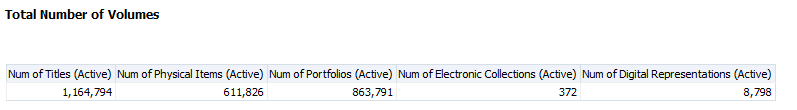 Total Number of Volumes
Num of Titles (Active) Num of Physical Items (Active) Num of Portfolios (Active) Num of Electronic Collections (Active) Num of Digital Representations (Active)
1,164,794 611,826 863,791 372 8,798